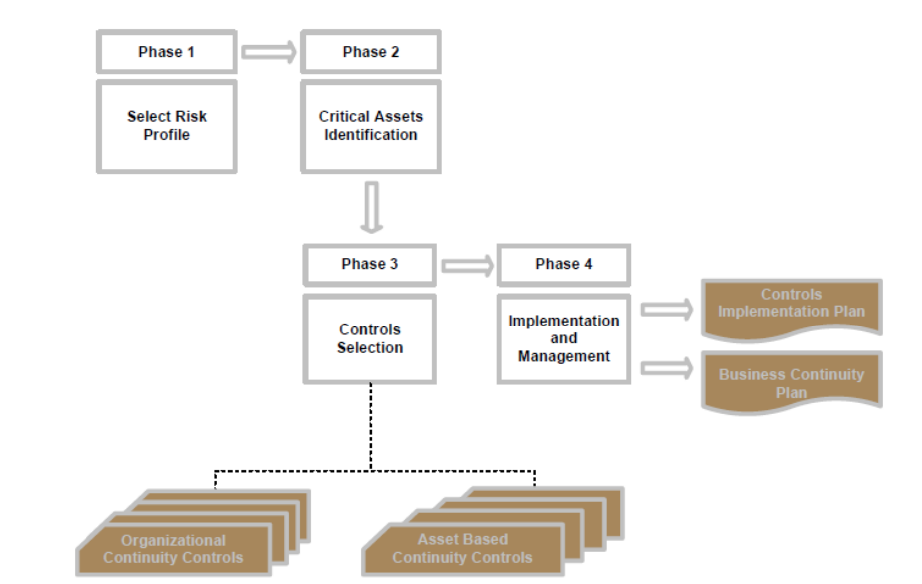 Phase 1
Phase 2
Select Risk
Profile
Critical Assets
Identification
Phase 3
Phase 4
Controls
Selection
Implementation
and
Management
Controls
Implementation Plan
Business Continuity
Plan
Organizational
Continuity Controls
Asset Based
Continuity Controls